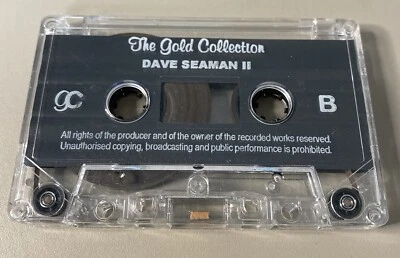 The Gold Collection
DAVE SEAMAN II
gc
B
All rights of the producer and of the owner of the recorded works reserved.
Unauthorised copying, broadcasting and public performance is prohibited.